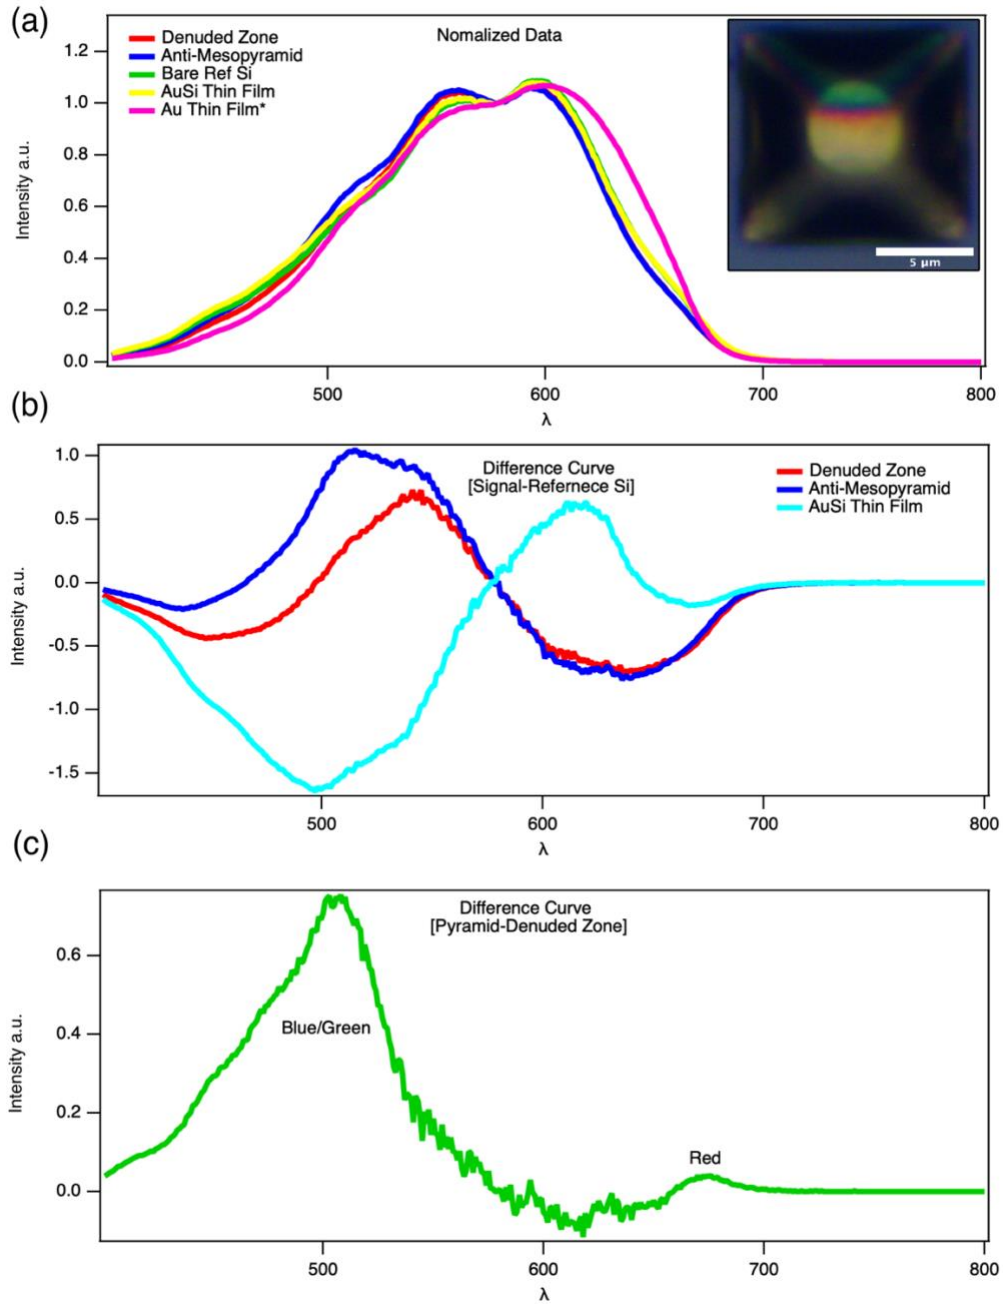 (a)
Nomalized Data
Denuded Zone
Anti-Mesopyramid
Bare Ref Si
AuSi Thin Film
Au Thin Film*
1.2
1.0
0.8
0.6
0.4
0.2
0.0
Intensity a.u.
500
600
700
800
λ
5 μm
(b)
Difference Curve
[Signal-Refernece Si]
Denuded Zone
Anti-Mesopyramid
AuSi Thin Film
1.0
0.5
0.0
-0.5
-1.0
-1.5
Intensity a.u.
500
600
700
800
λ
(c)
Difference Curve
[Pyramid-Denuded Zone]
Blue/Green
Red
0.6
0.4
0.2
0.0
Intensity a.u.
500
600
700
800
λ